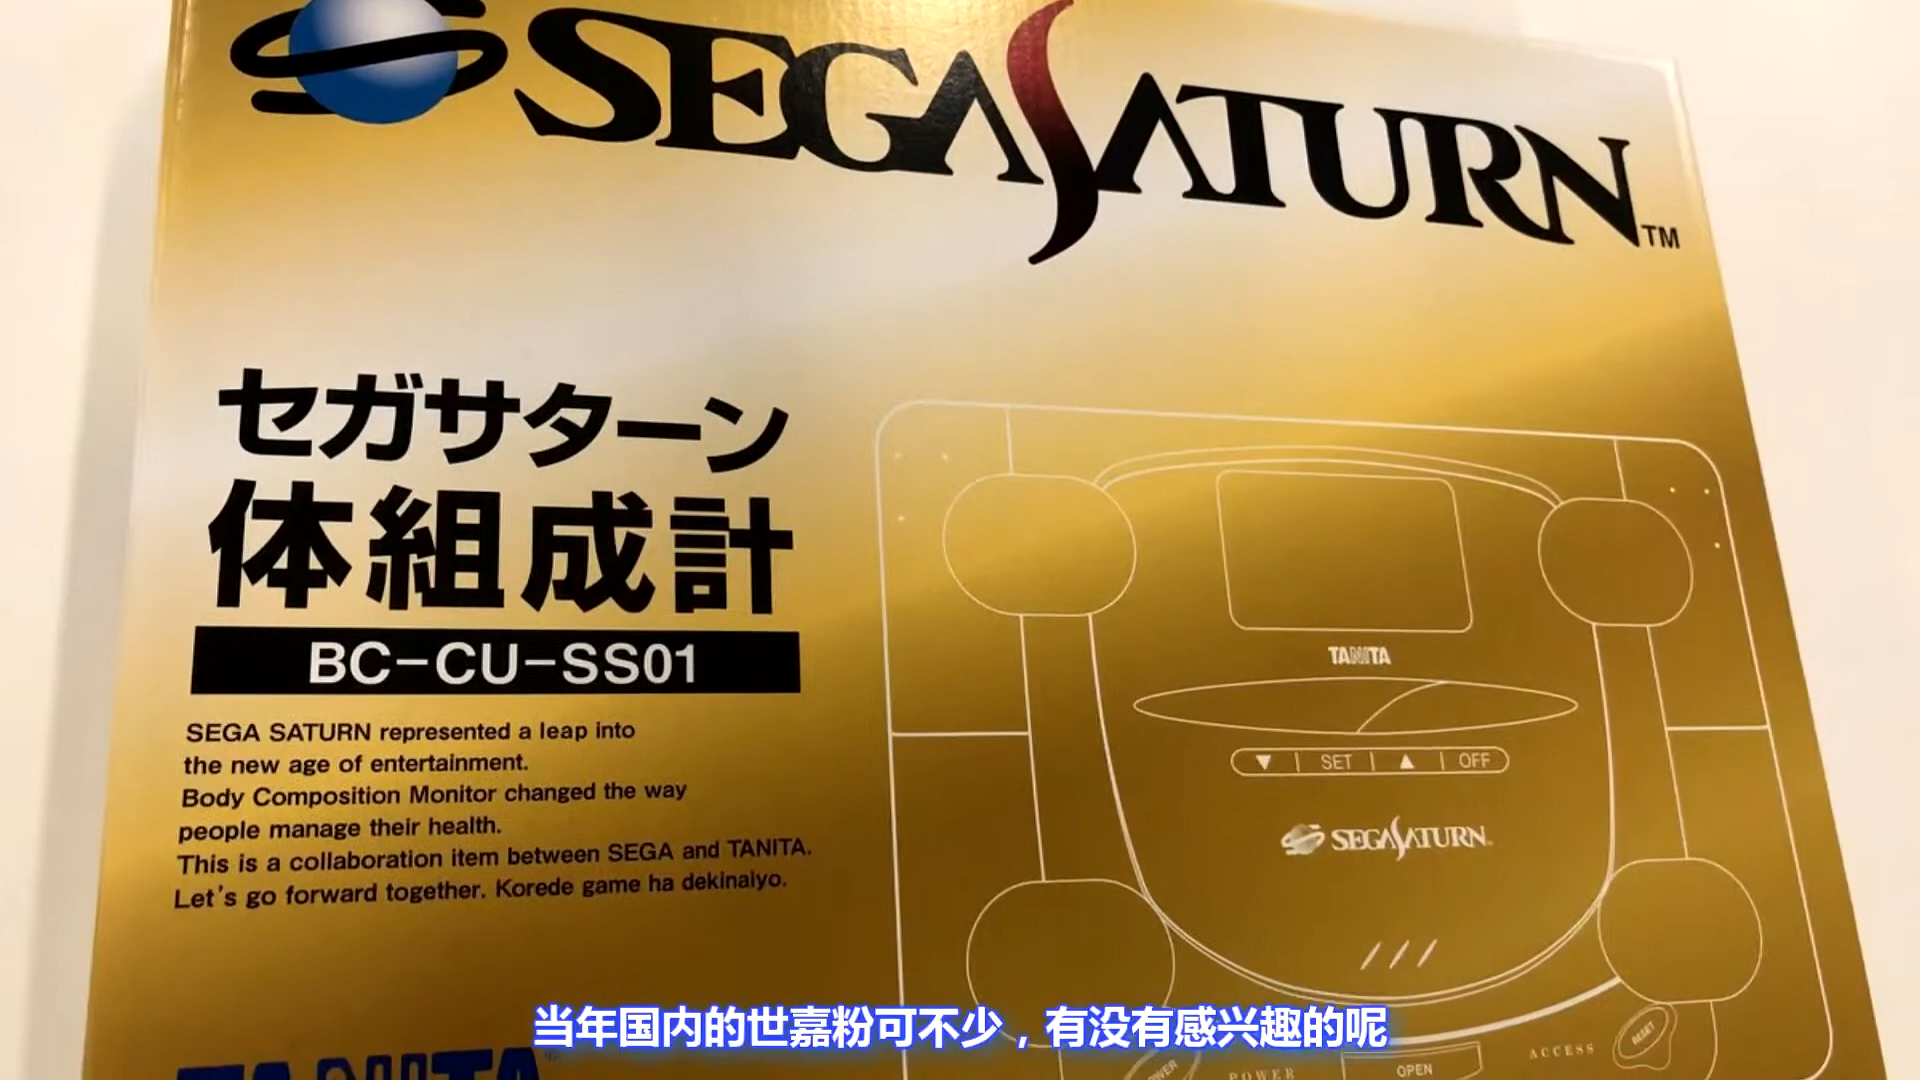 SEGA SATURN™
セガサターン
体組成計
BC-CU-SS01
SEGA SATURN represented a leap into
the new age of entertainment.
Body Composition Monitor changed the way
people manage their health.
This is a collaboration item between SEGA and TANITA.
Let's go forward together. Korede game ha dekinaiyo.
TANITA
▼ | SET | ▲ | OFF
SEGA SATURN
RESET
ACCESS
POWER
OPEN
TANITA
当年国内的世嘉粉可不少，有没有感兴趣的呢